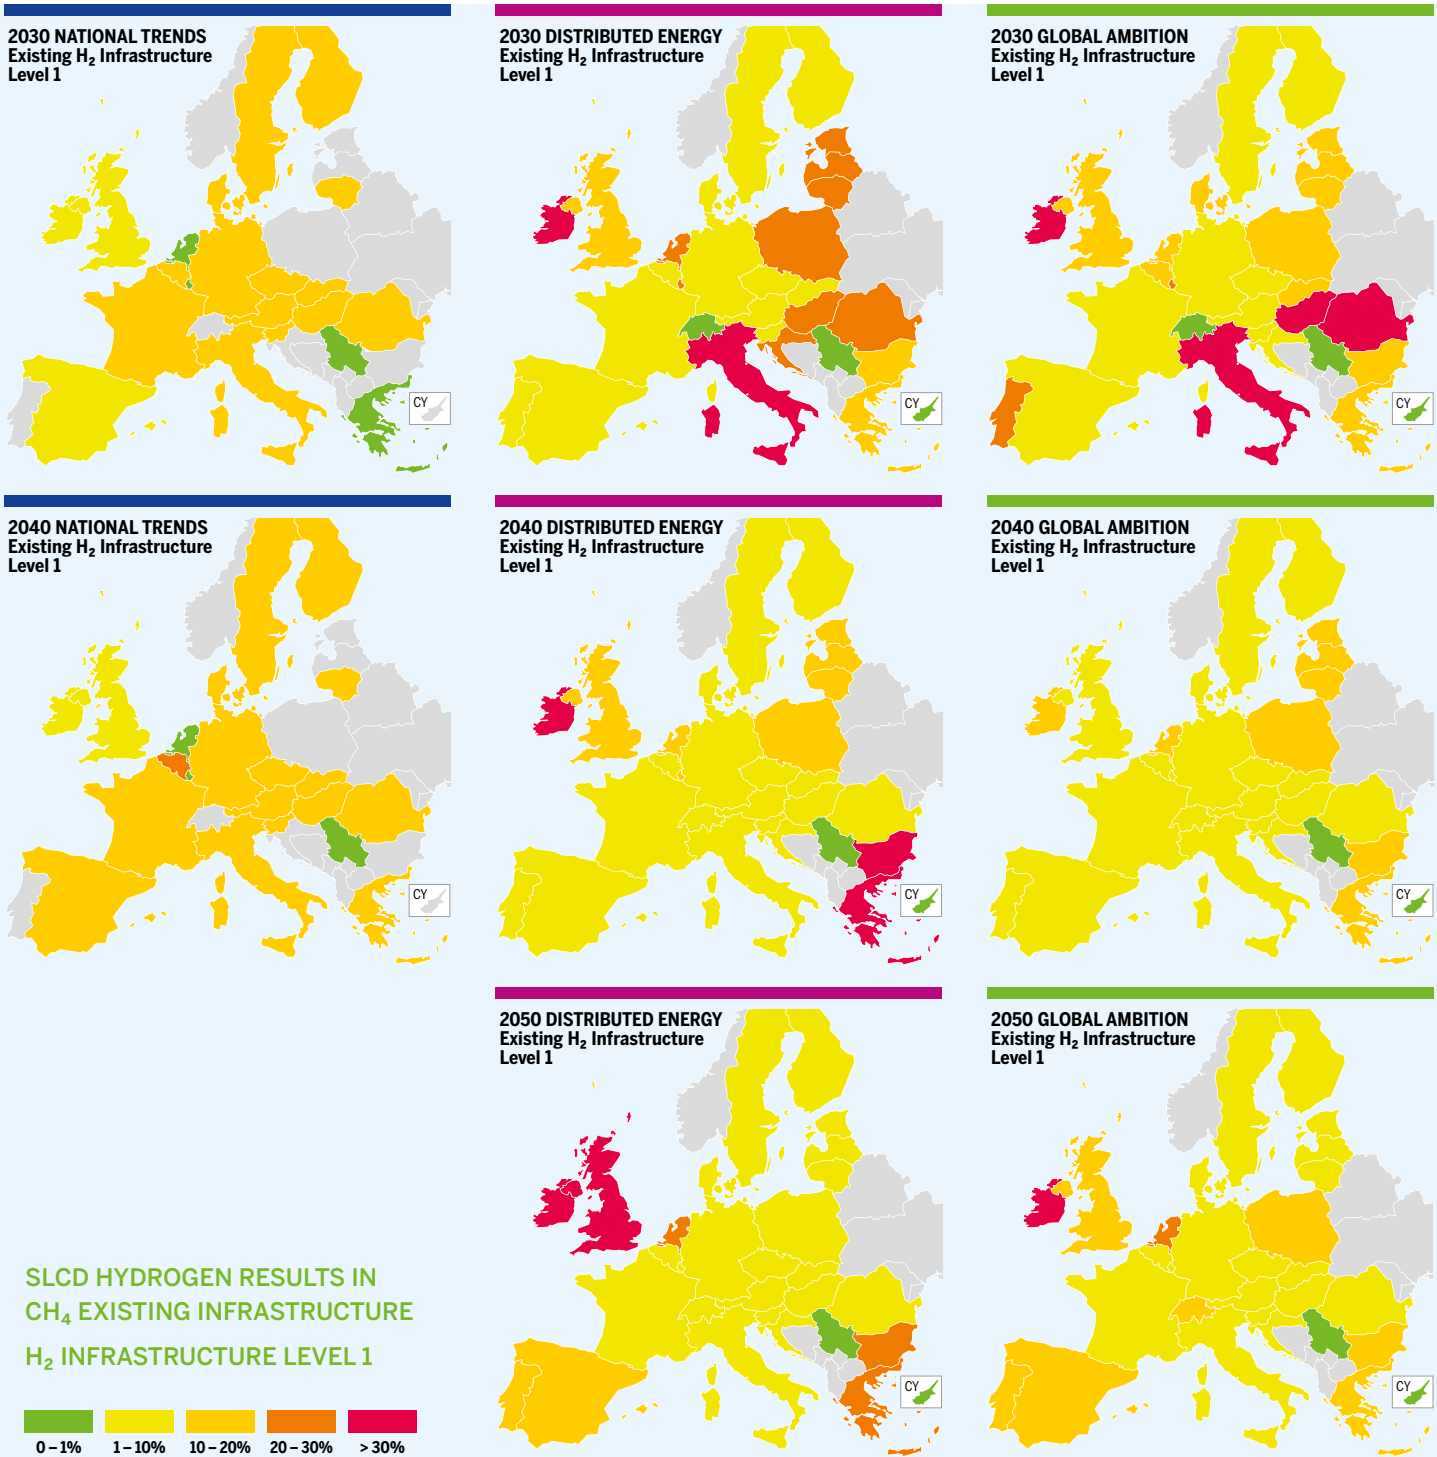 2030 NATIONAL TRENDS
Existing H₂ Infrastructure
Level 1
CY
2030 DISTRIBUTED ENERGY
Existing H₂ Infrastructure
Level 1
CY
2030 GLOBAL AMBITION
Existing H₂ Infrastructure
Level 1
CY
2040 NATIONAL TRENDS
Existing H₂ Infrastructure
Level 1
CY
2040 DISTRIBUTED ENERGY
Existing H₂ Infrastructure
Level 1
CY
2040 GLOBAL AMBITION
Existing H₂ Infrastructure
Level 1
CY
2050 DISTRIBUTED ENERGY
Existing H₂ Infrastructure
Level 1
CY
2050 GLOBAL AMBITION
Existing H₂ Infrastructure
Level 1
CY
SLCD HYDROGEN RESULTS IN
CH₄ EXISTING INFRASTRUCTURE
H₂ INFRASTRUCTURE LEVEL 1
0 – 1% 1 – 10% 10 – 20% 20 – 30% > 30%